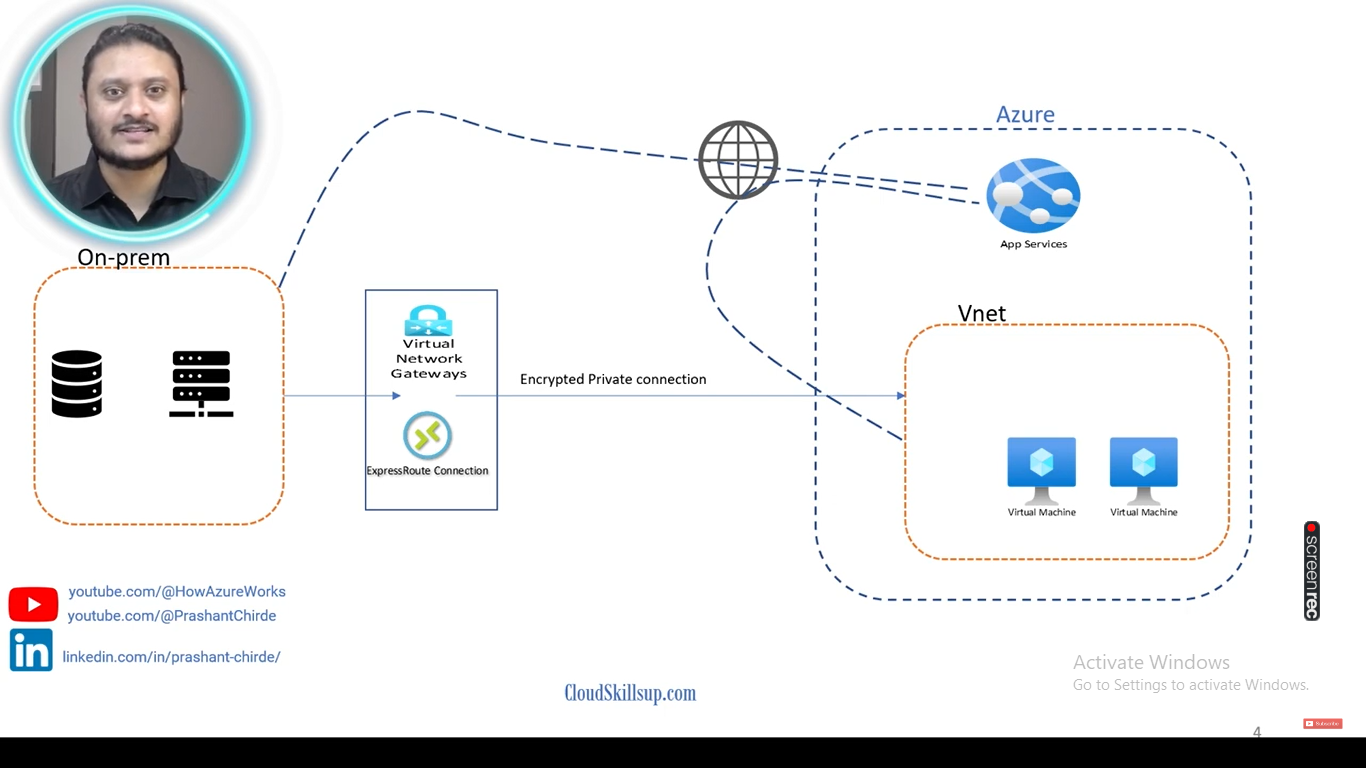 Azure
App Services
On-prem
Vnet
Virtual
Network
Gateways
Encrypted Private connection
ExpressRoute Connection
Virtual Machine
Virtual Machine
screenrec
youtube.com/@HowAzureWorks
youtube.com/@PrashantChirde
in
linkedin.com/in/prashant-chirde/
Activate Windows
Go to Settings to activate Windows.
CloudSkillsup.com
Subscribe
4